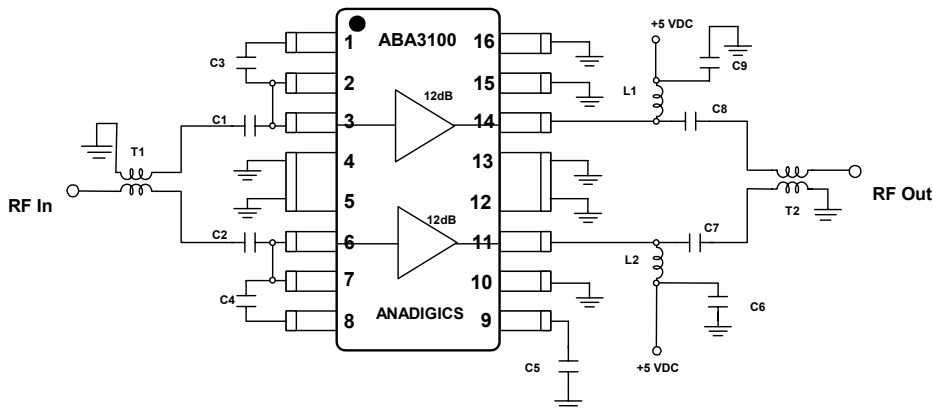 +5 VDC
ABA3100
C9
C3
1
16
2
15
L1
12dB
C8
C1
3
14
T1
4
13
RF In
RF Out
5
12
T2
12dB
C7
C2
6
11
L2
7
10
C4
C6
ANADIGICS
8
9
C5
+5 VDC